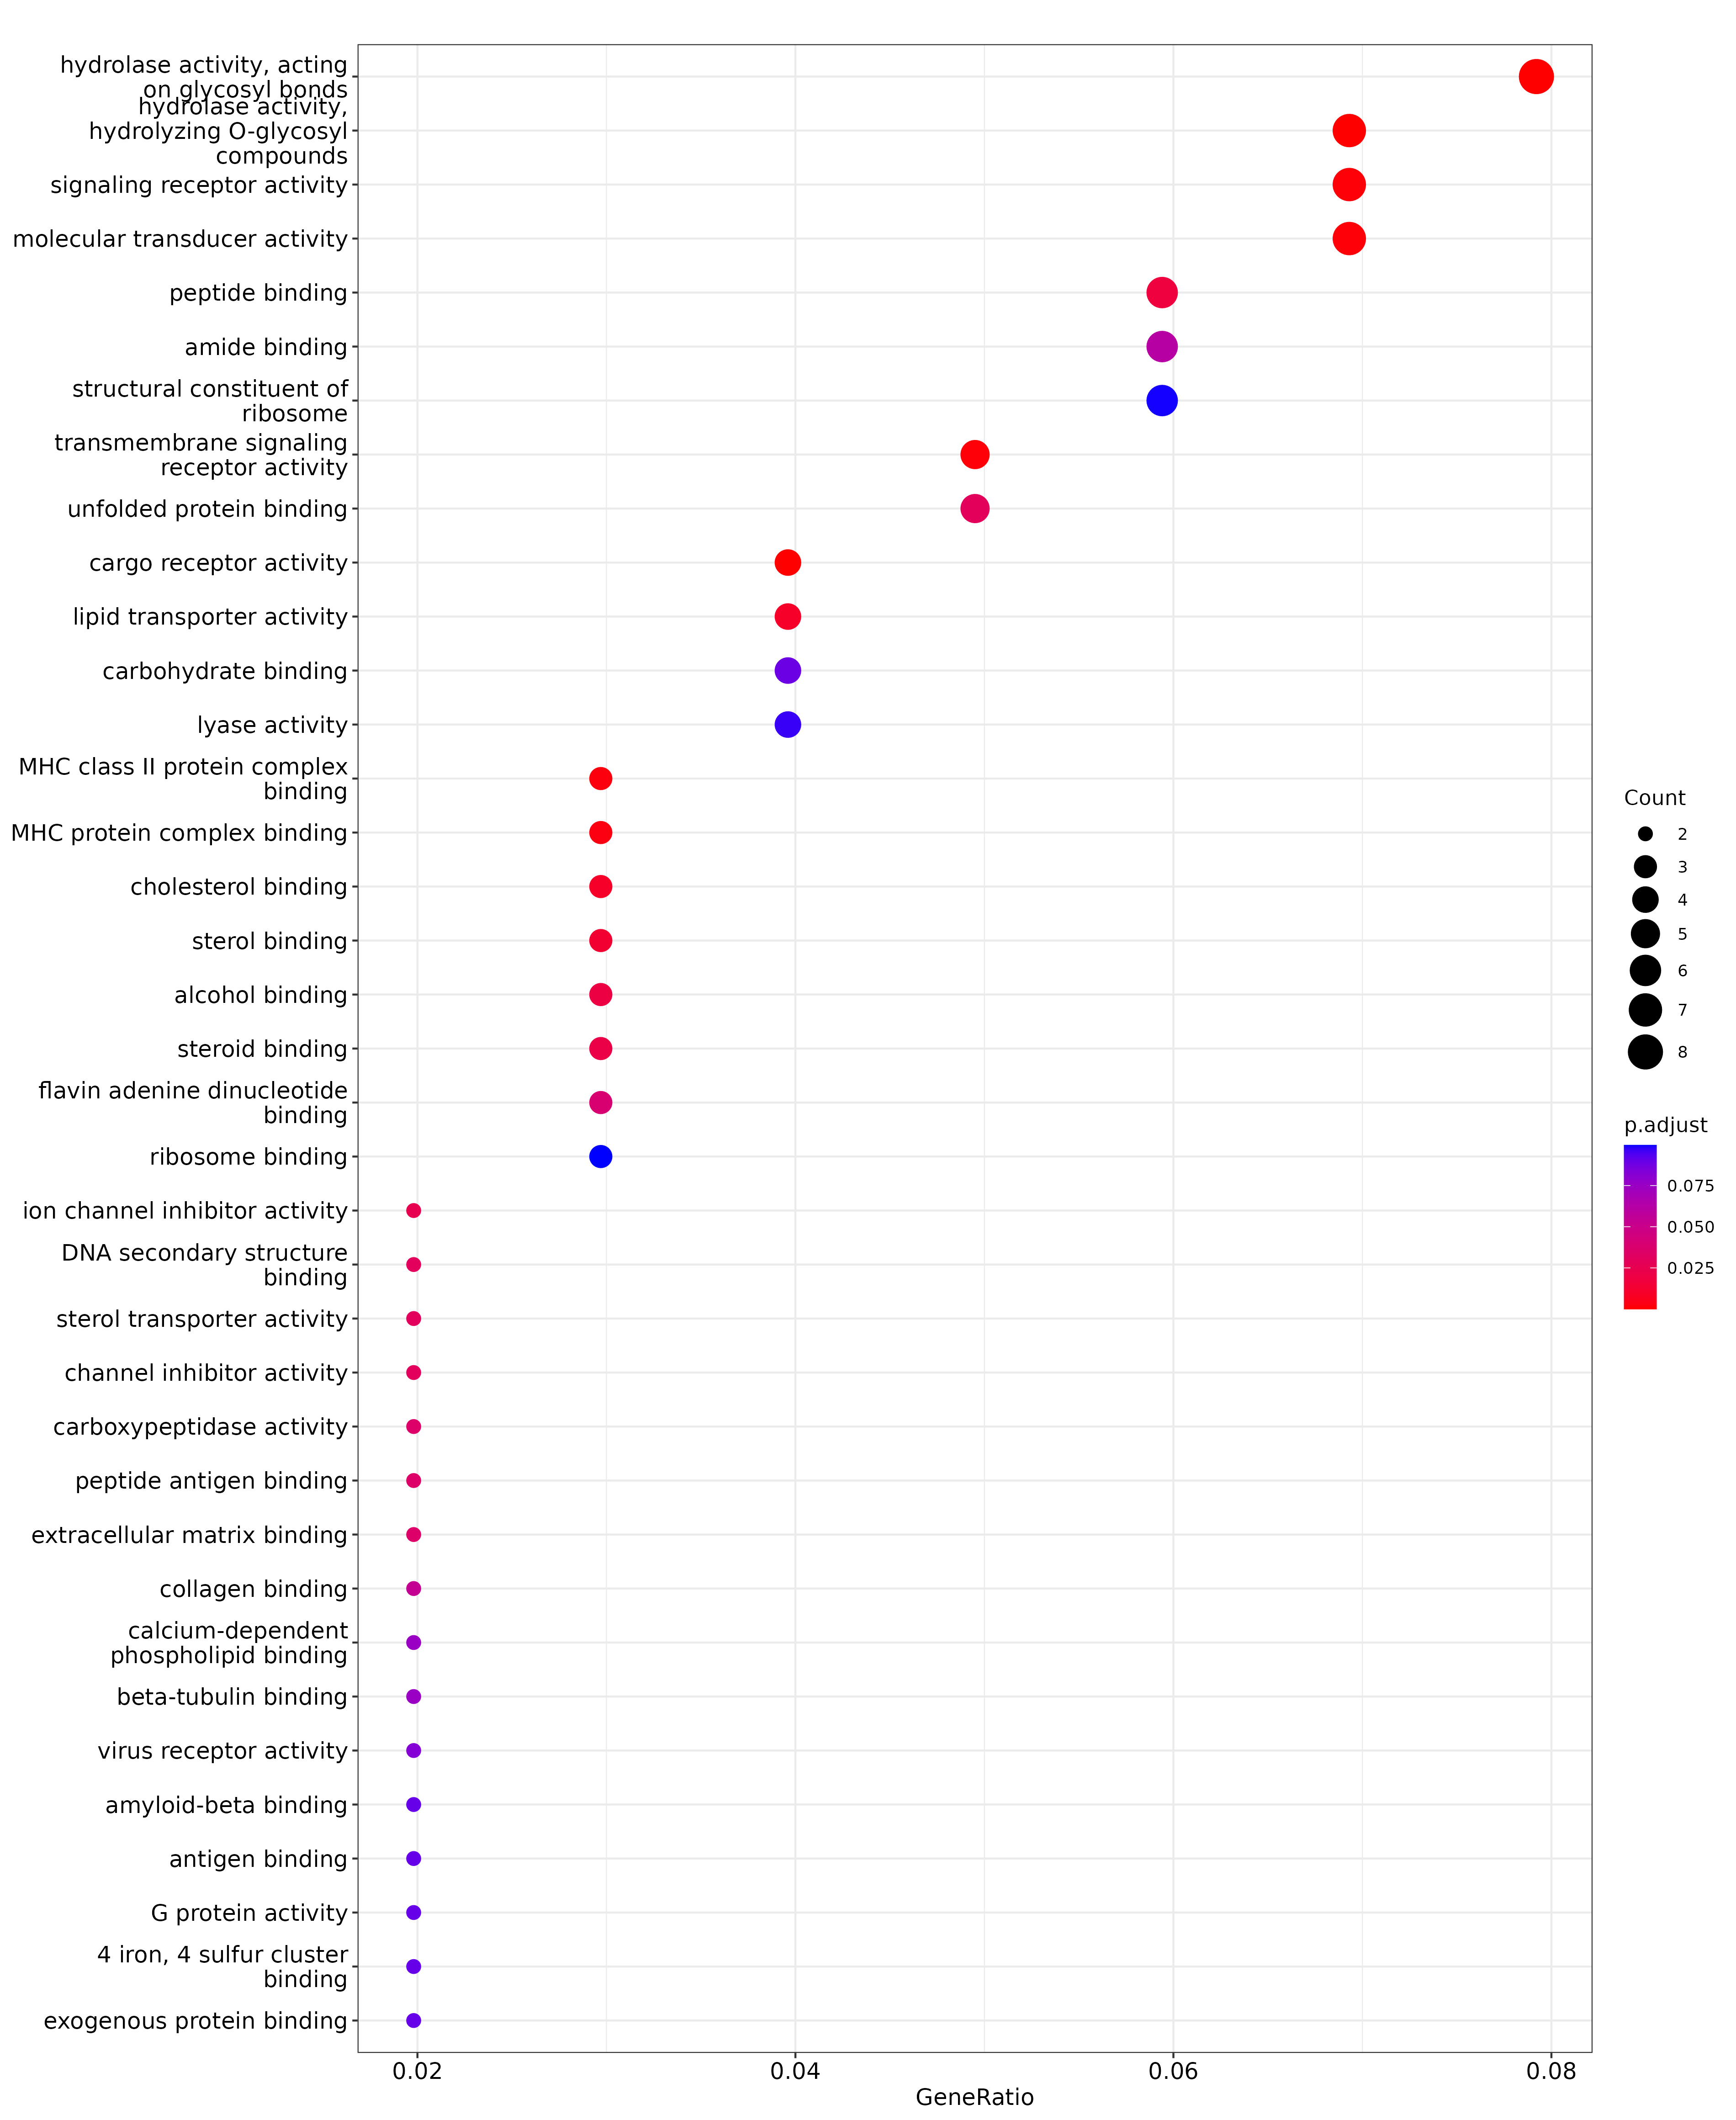 hydrolase activity, acting
on glycosyl bonds
hydrolase activity,
hydrolyzing O-glycosyl
compounds
signaling receptor activity
molecular transducer activity
peptide binding
amide binding
structural constituent of
ribosome
transmembrane signaling
receptor activity
unfolded protein binding
cargo receptor activity
lipid transporter activity
carbohydrate binding
lyase activity
MHC class II protein complex
binding
MHC protein complex binding
cholesterol binding
sterol binding
alcohol binding
steroid binding
flavin adenine dinucleotide
binding
ribosome binding
ion channel inhibitor activity
DNA secondary structure
binding
sterol transporter activity
channel inhibitor activity
carboxypeptidase activity
peptide antigen binding
extracellular matrix binding
collagen binding
calcium-dependent
phospholipid binding
beta-tubulin binding
virus receptor activity
amyloid-beta binding
antigen binding
G protein activity
4 iron, 4 sulfur cluster
binding
exogenous protein binding
0.02 0.04 0.06 0.08
GeneRatio
Count
2
3
4
5
6
7
8
p.adjust
0.075
0.050
0.025